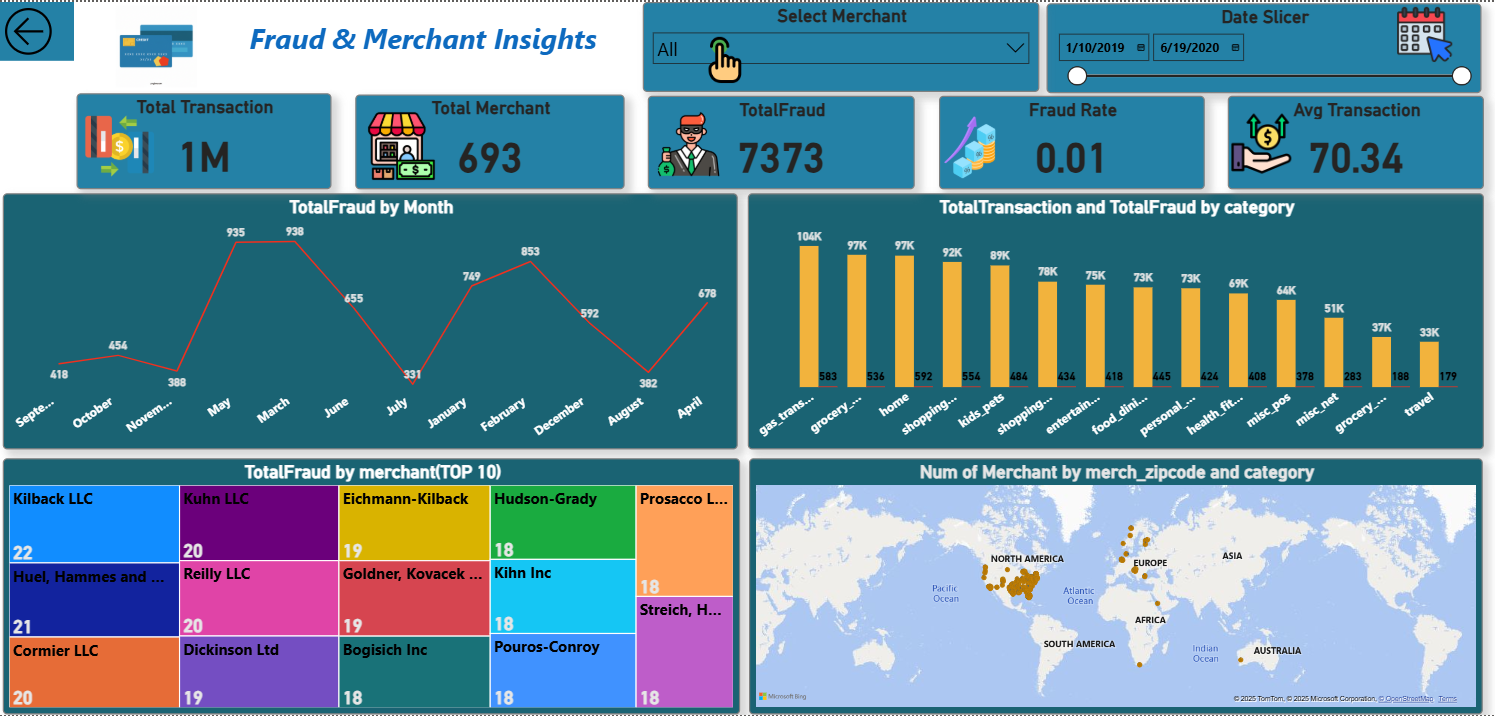 Fraud & Merchant Insights
Select Merchant
All
Date Slicer
1/10/2019
6/19/2020
Total Transaction
1M
Total Merchant
693
TotalFraud
7373
Fraud Rate
0.01
Avg Transaction
70.34
TotalFraud by Month
418
454
388
935
938
655
331
749
853
592
382
678
Septe...
October
Novem...
May
March
June
July
January
February
December
August
April
TotalTransaction and TotalFraud by category
104K
97K
97K
92K
89K
78K
75K
73K
73K
69K
64K
51K
37K
33K
583
536
592
554
484
434
418
445
424
408
378
283
188
179
gas_trans...
grocery_...
home
shopping...
kids_pets
shopping...
entertain...
food_dini...
personal_...
health_fit...
misc_pos
misc_net
grocery_...
travel
TotalFraud by merchant(TOP 10)
Kilback LLC
22
Huel, Hammes and ...
21
Cormier LLC
20
Kuhn LLC
20
Reilly LLC
20
Dickinson Ltd
19
Eichmann-Kilback
19
Goldner, Kovacek ...
19
Bogisich Inc
18
Hudson-Grady
18
Kihn Inc
18
Pouros-Conroy
18
Prosacco L...
18
Streich, H...
18
Num of Merchant by merch_zipcode and category
NORTH AMERICA
EUROPE
ASIA
Pacific
Ocean
Atlantic
Ocean
AFRICA
SOUTH AMERICA
Indian
Ocean
AUSTRALIA
Microsoft Bing
© 2025 TomTom, © 2025 Microsoft Corporation, © OpenStreetMap Terms